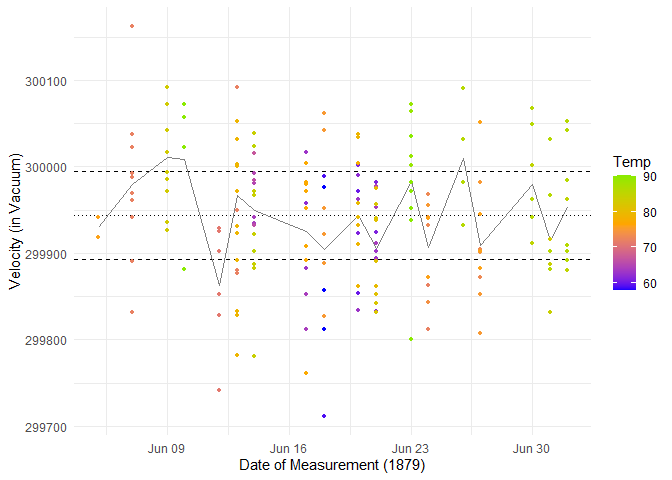 Velocity (in Vacuum)
300100
300000
299900
299800
299700
Jun 09
Jun 16
Jun 23
Jun 30
Date of Measurement (1879)
Temp
90
80
70
60